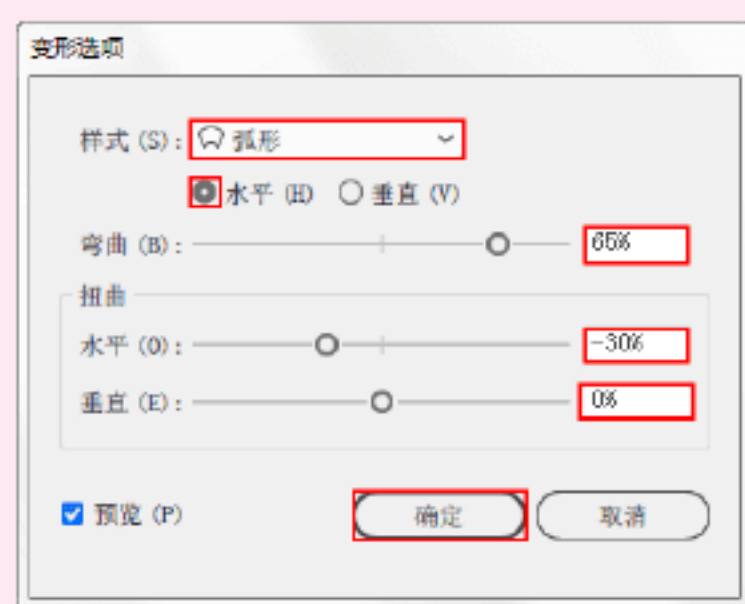 变形选项
样式 (S): 弧形
水平 (H) 垂直 (V)
弯曲 (B): 65%
扭曲
水平 (O): -30%
垂直 (E): 0%
预览 (P) 确定 取消